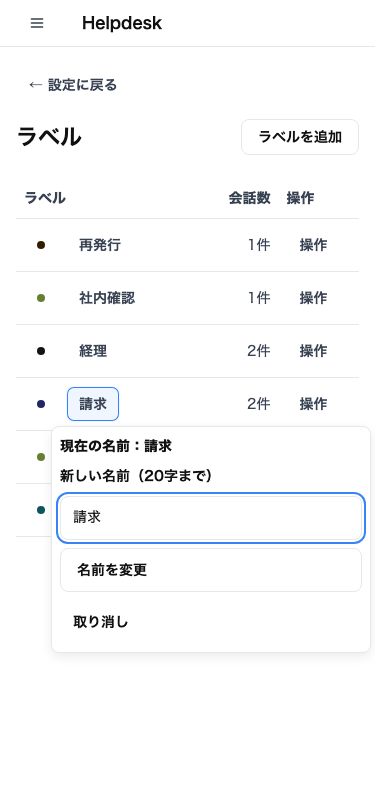 Helpdesk
← 設定に戻る
ラベル
ラベルを追加
ラベル 会話数 操作
再発行 1件 操作
社内確認 1件 操作
経理 2件 操作
請求 2件 操作
現在の名前：請求
新しい名前（20字まで）
請求
名前を変更
取り消し